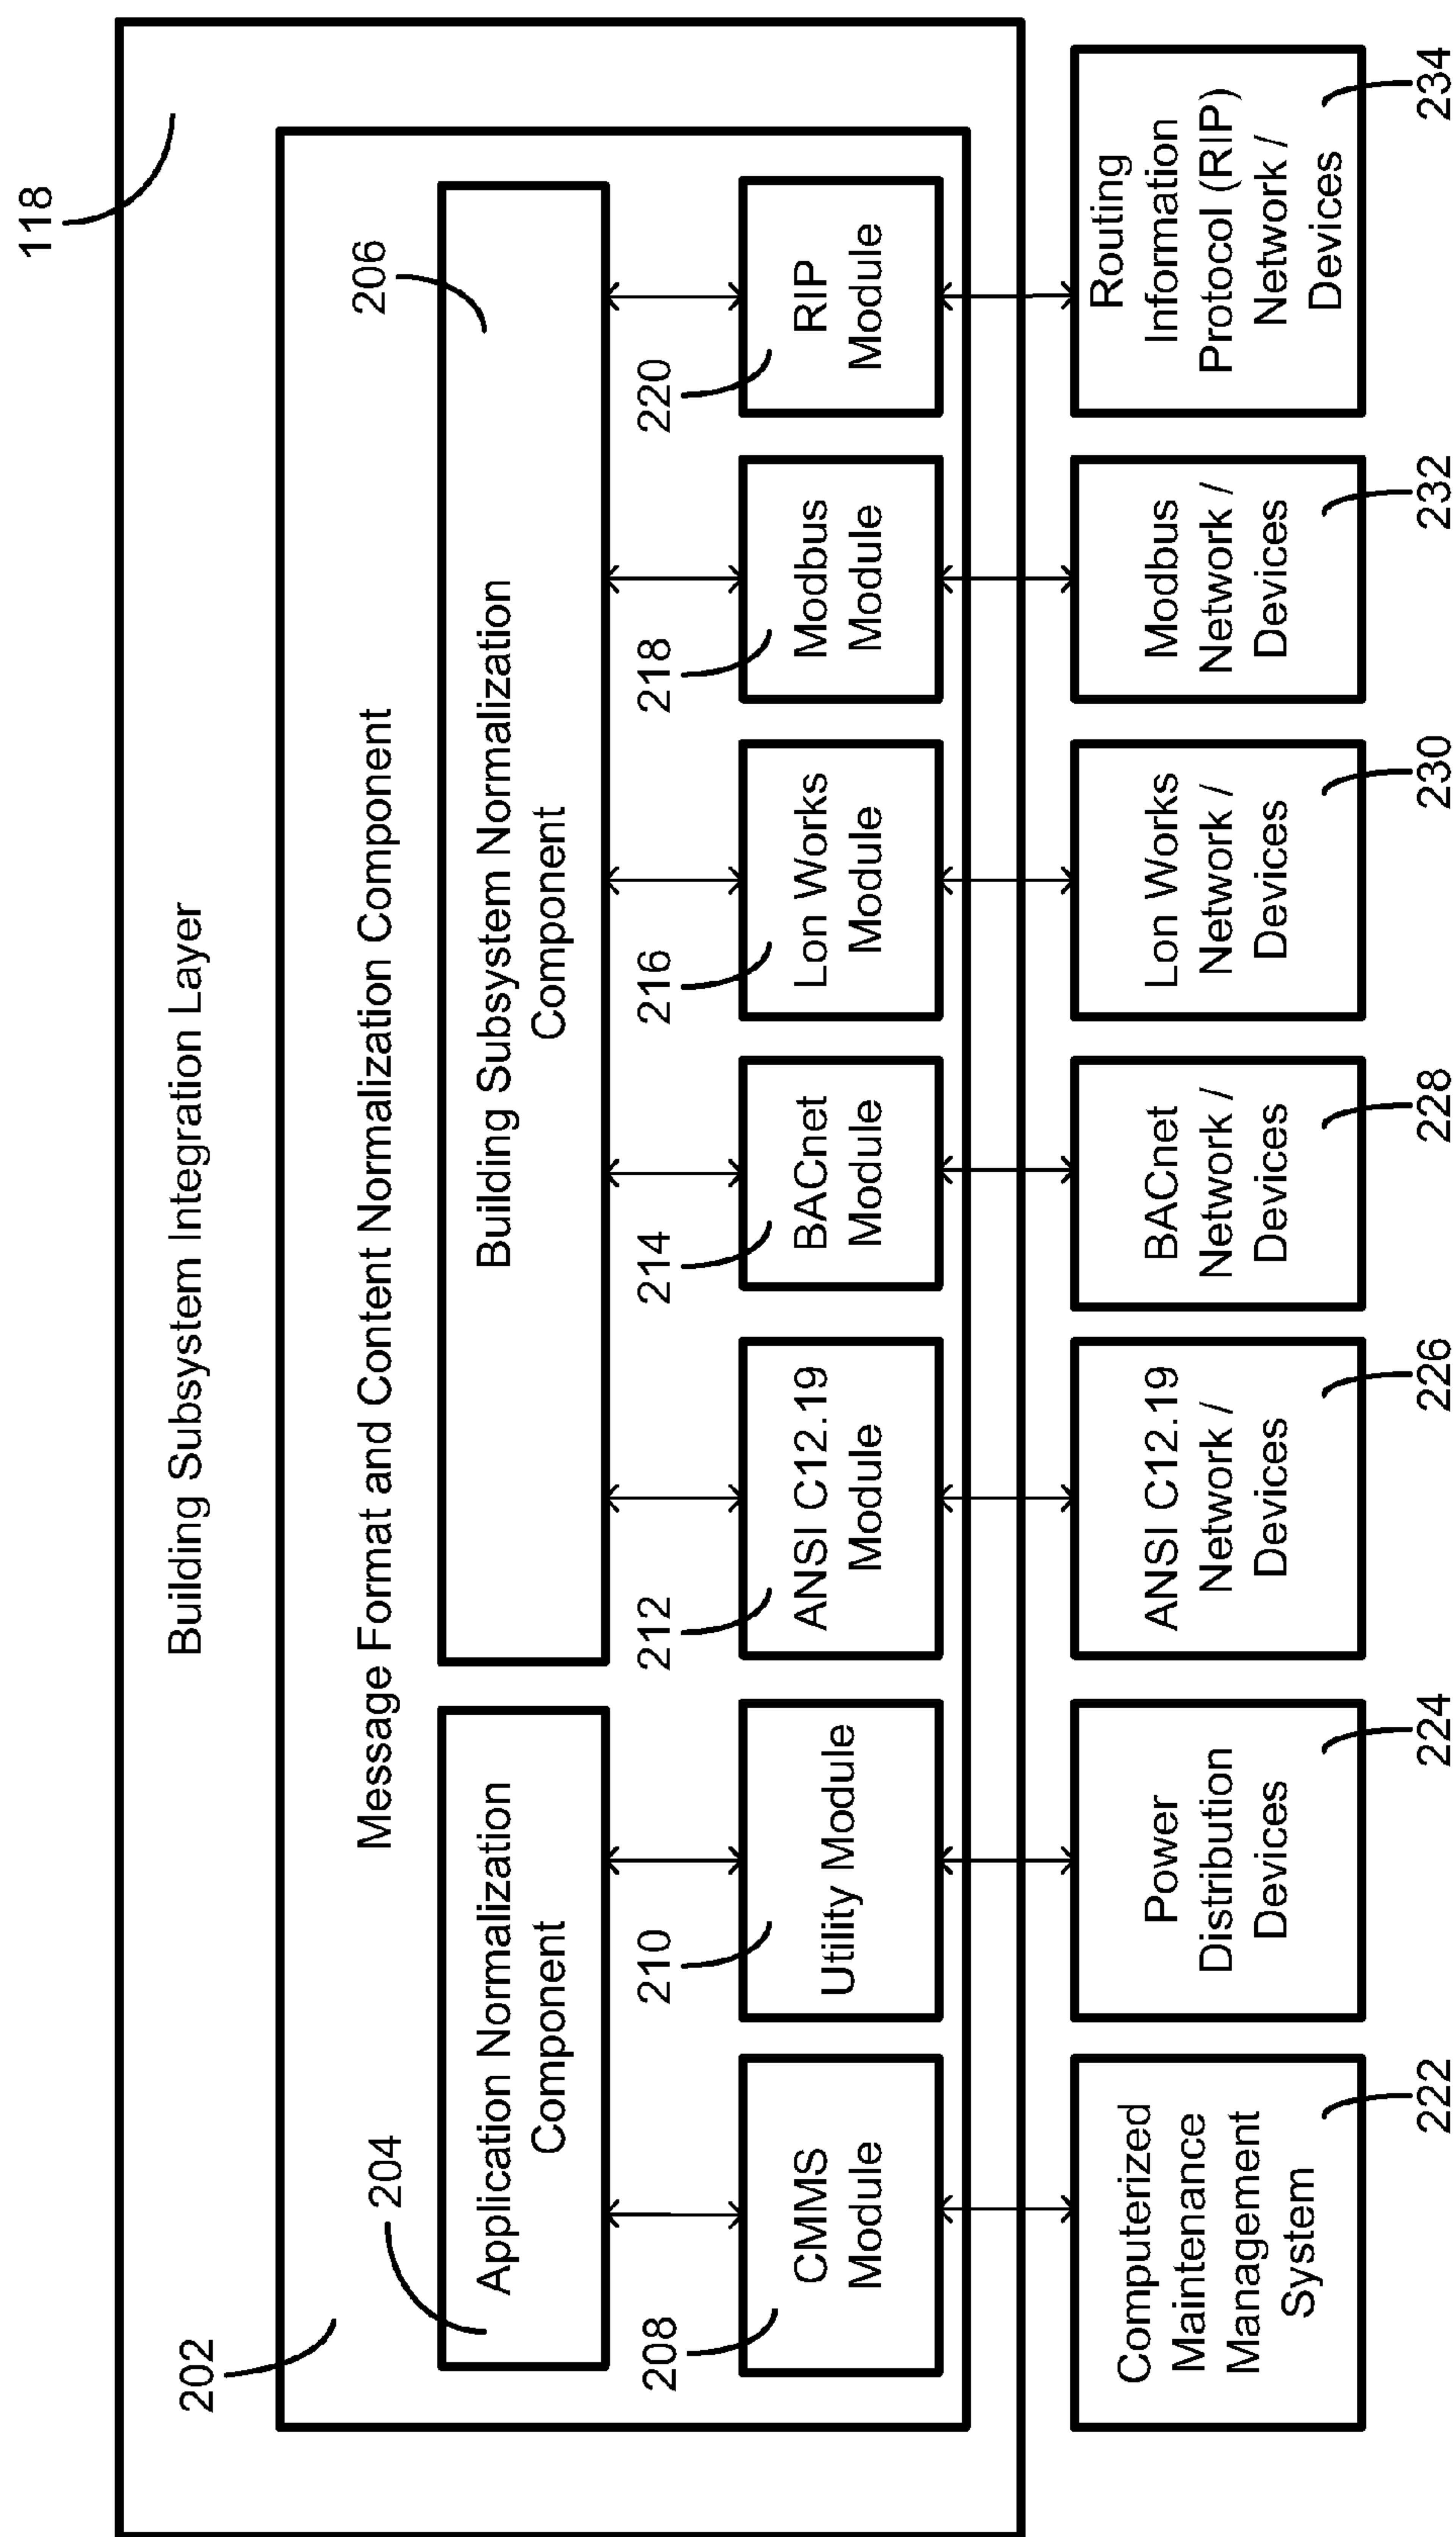 118
Building Subsystem Integration Layer
202
Message Format and Content Normalization Component
204
206
Application Normalization
Component
Building Subsystem Normalization
Component
208
210
212
214
216
218
220
CMMS
Module
Utility Module
ANSI C12.19
Module
BACnet
Module
Lon Works
Module
Modbus
Module
RIP
Module
Computerized
Maintenance
Management
System
Power
Distribution
Devices
ANSI C12.19
Network /
Devices
BACnet
Network /
Devices
Lon Works
Network /
Devices
Modbus
Network /
Devices
Routing
Information
Protocol (RIP)
Network /
Devices
222
224
226
228
230
232
234